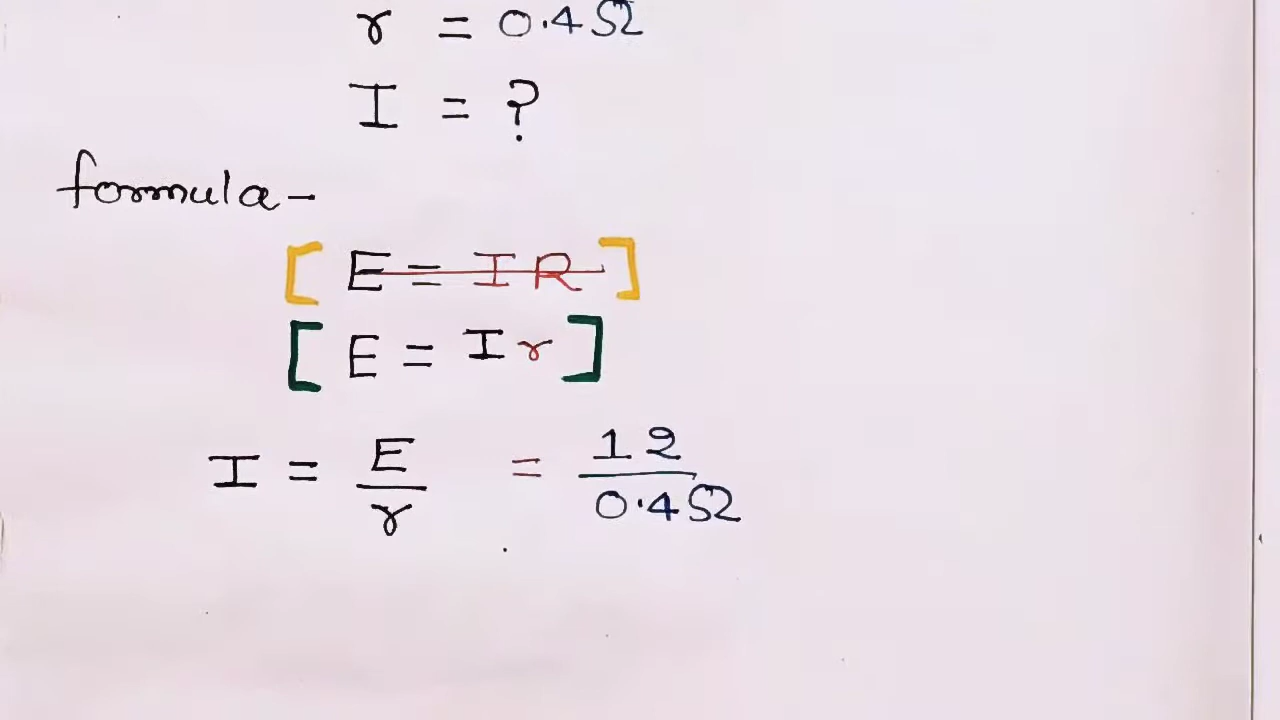 r = 0.4Ω
I = ?
formula -
[ E = IR ]
[ E = Ir ]
I = E/r = 12/0.4Ω